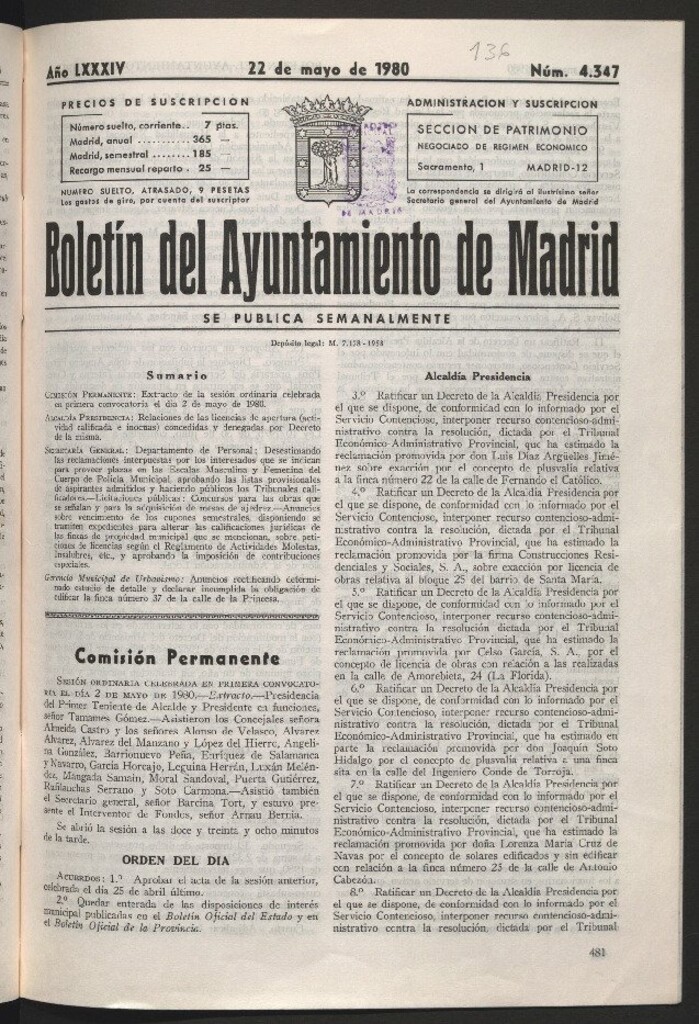 136
Año LXXXIV 22 de mayo de 1980 Núm. 4.347
PRECIOS DE SUSCRIPCION
Número suelto, corriente.. 7 ptas.
Madrid, anual ........... 365 —
Madrid, semestral ........ 185 —
Recargo mensual reparto . 25 —
NUMERO SUELTO, ATRASADO, 9 PESETAS
Los gastos de giro, por cuenta del suscriptor
DE MADRID
ADMINISTRACION Y SUSCRIPCION
SECCION DE PATRIMONIO
NEGOCIADO DE REGIMEN ECONOMICO
Sacramento, 1 MADRID-12
La correspondencia se dirigirá al ilustrísimo señor
Secretario general del Ayuntamiento de Madrid
Boletín del Ayuntamiento de Madrid
SE PUBLICA SEMANALMENTE
Depósito legal: M. 7.138-1958
Sumario
COMISIÓN PERMANENTE: Extracto de la sesión ordinaria celebrada
en primera convocatoria el día 2 de mayo de 1980.
ALCALDÍA PRESIDENCIA: Relaciones de las licencias de apertura (acti-
vidad calificada e inocuas) concedidas y denegadas por Decreto
de la misma.
SECRETARÍA GENERAL: Departamento de Personal: Desestimando
las reclamaciones interpuestas por los interesados que se indican
para proveer plazas en las Escalas Masculina y Femenina del
Cuerpo de Policía Municipal, aprobando las listas provisionales
de aspirantes admitidos y haciendo públicos los Tribunales cali-
ficadores.—Licitaciones públicas: Concursos para las obras que
se señalan y para la adquisición de mesas de ajedrez.—Anuncios
sobre vencimiento de los cupones semestrales, disponiendo se
tramiten expedientes para alterar las calificaciones jurídicas de
las fincas de propiedad municipal que se mencionan, sobre peti-
ciones de licencias según el Reglamento de Actividades Molestas,
Insalubres, etc., y aprobando la imposición de contribuciones
especiales.
Gerencia Municipal de Urbanismo: Anuncios rectificando determi-
nado estudio de detalle y declarar incumplida la obligación de
edificar la finca número 37 de la calle de la Princesa.
Comisión Permanente
SESIÓN ORDINARIA CELEBRADA EN PRIMERA CONVOCATO-
RIA EL DÍA 2 DE MAYO DE 1980.—Extracto.—Presidencia
del Primer Teniente de Alcalde y Presidente en funciones,
señor Tamames Gómez.—Asistieron los Concejales señora
Almeida Castro y los señores Alonso de Velasco, Alvarez
Alvarez, Alvarez del Manzano y López del Hierro, Angeli-
na González, Barrionuevo Peña, Enríquez de Salamanca
y Navarro, García Horcajo, Leguina Herrán, Luxán Melén-
dez, Mangada Samain, Moral Sandoval, Puerta Gutiérrez,
Rañilanchas Serrano y Soto Carmona.—Asistió también
el Secretario general, señor Barcina Tort, y estuvo pre-
sente el Interventor de Fondos, señor Arnau Bernia.
Se abrió la sesión a las doce y treinta y ocho minutos
de la tarde.
ORDEN DEL DIA
ACUERDOS: 1.º Aprobar el acta de la sesión anterior,
celebrada el día 25 de abril último.
2.º Quedar enterada de las disposiciones de interés
municipal publicadas en el Boletín Oficial del Estado y en
el Boletín Oficial de la Provincia.
Alcaldía Presidencia
3.º Ratificar un Decreto de la Alcaldía Presidencia por
el que se dispone, de conformidad con lo informado por el
Servicio Contencioso, interponer recurso contencioso-admi-
nistrativo contra la resolución, dictada por el Tribunal
Económico-Administrativo Provincial, que ha estimado la
reclamación promovida por don Luis Díaz Argüelles Jimé-
nez sobre exacción por el concepto de plusvalía relativa
a la finca número 22 de la calle de Fernando el Católico.
4.º Ratificar un Decreto de la Alcaldía Presidencia por
el que se dispone, de conformidad con lo informado por el
Servicio Contencioso, interponer recurso contencioso-admi-
nistrativo contra la resolución, dictada por el Tribunal
Económico-Administrativo Provincial, que ha estimado la
reclamación promovida por la firma Construcciones Resi-
denciales y Sociales, S. A., sobre exacción por licencia de
obras relativa al bloque 25 del barrio de Santa María.
5.º Ratificar un Decreto de la Alcaldía Presidencia por
el que se dispone, de conformidad con lo informado por el
Servicio Contencioso, interponer recurso contencioso-admi-
nistrativo contra la resolución, dictada por el Tribunal
Económico-Administrativo Provincial, que ha estimado la
reclamación promovida por Celso García, S. A., por el
concepto de licencia de obras con relación a las realizadas
en la calle de Amorebieta, 24 (La Florida).
6.º Ratificar un Decreto de la Alcaldía Presidencia por
el que se dispone, de conformidad con lo informado por el
Servicio Contencioso, interponer recurso contencioso-admi-
nistrativo contra la resolución, dictada por el Tribunal
Económico-Administrativo Provincial, que ha estimado en
parte la reclamación promovida por don Joaquín Soto
Hidalgo por el concepto de plusvalía relativa a una finca
sita en la calle del Ingeniero Conde de Torroja.
7.º Ratificar un Decreto de la Alcaldía Presidencia por
el que se dispone, de conformidad con lo informado por el
Servicio Contencioso, interponer recurso contencioso-admi-
nistrativo contra la resolución, dictada por el Tribunal
Económico-Administrativo Provincial, que ha estimado la
reclamación promovida por doña Lorenza María Cruz de
Navas por el concepto de solares edificados y sin edificar
con relación a la finca número 23 de la calle de Antonio
Cabezón.
8.º Ratificar un Decreto de la Alcaldía Presidencia por
el que se dispone, de conformidad con lo informado por el
Servicio Contencioso, interponer recurso contencioso-admi-
nistrativo contra la resolución, dictada por el Tribunal
481